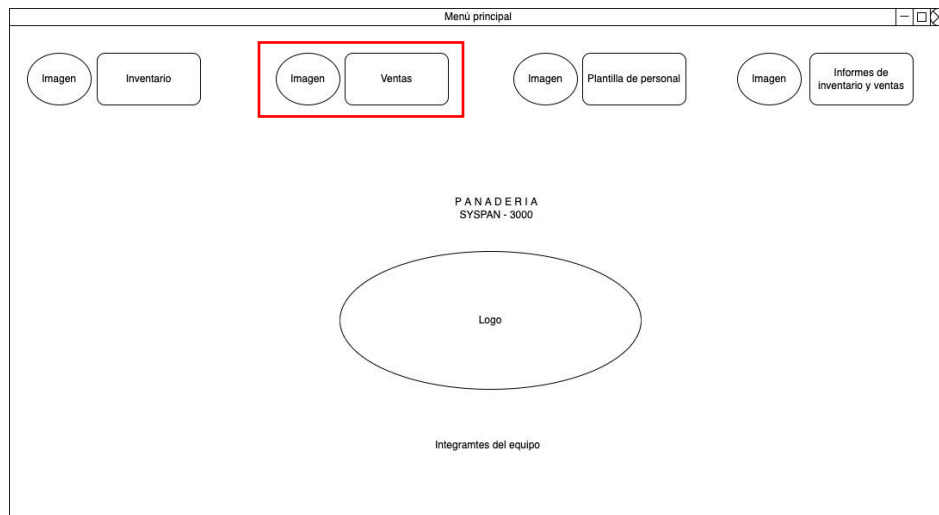 Menú principal
Imagen
Inventario
Imagen
Ventas
Imagen
Plantilla de personal
Imagen
Informes de
inventario y ventas
P A N A D E R I A
SYSPAN - 3000
Logo
Integramtes del equipo